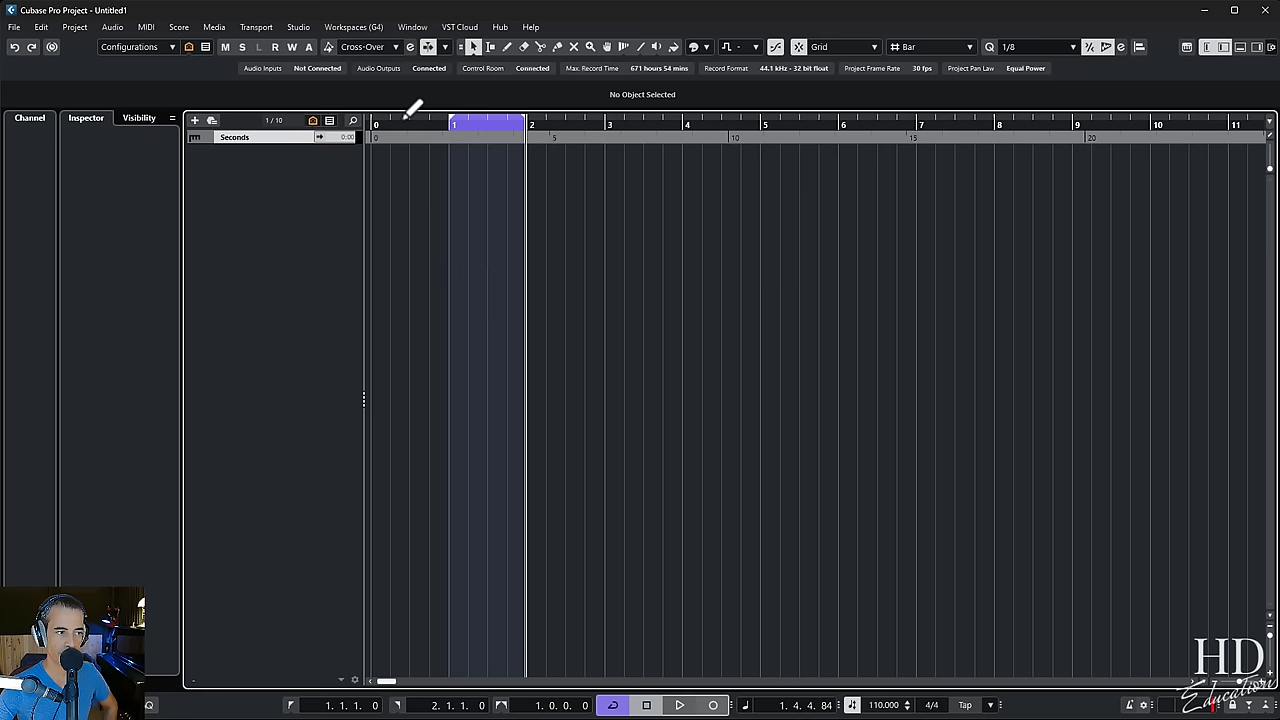 Cubase Pro Project - Untitled1
File Edit Project Audio MIDI Score Media Transport Studio Workspaces (G4) Window VST Cloud Hub Help
Configurations M S L R W A Cross-Over Grid Bar Q 1/8
Audio Inputs Not Connected Audio Outputs Connected Control Room Connected Max. Record Time 671 hours 54 mins Record Format 44.1 kHz - 32 bit float Project Frame Rate 30 fps Project Pan Law Equal Power
No Object Selected
Channel Inspector Visibility
1 / 10
0 1 2 3 4 5 6 7 8 9 10 11
Seconds 0:00 0 5 10 15 20
HD
Education
Q 1. 1. 1. 0 2. 1. 1. 0 1. 0. 0. 0 1. 4. 4. 84 110.000 4/4 Tap